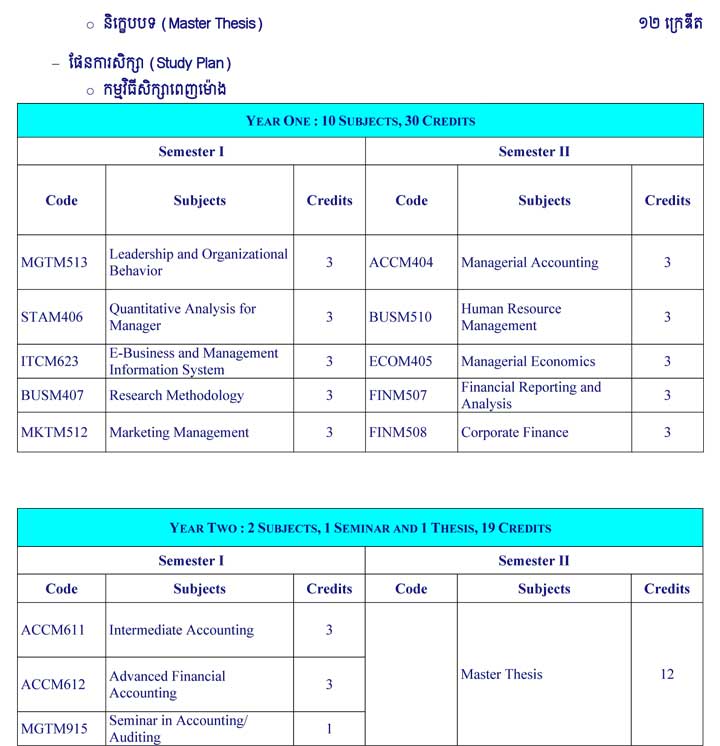 ○ និក្ខេបបទ (Master Thesis) ១២ ក្រេឌីត
– ផែនការសិក្សា (Study Plan)
○ កម្មវិធីសិក្សាពេញម៉ោង
YEAR ONE : 10 SUBJECTS, 30 CREDITS
Semester I Semester II
Code Subjects Credits Code Subjects Credits
MGTM513 Leadership and Organizational Behavior 3 ACCM404 Managerial Accounting 3
STAM406 Quantitative Analysis for Manager 3 BUSM510 Human Resource Management 3
ITCM623 E-Business and Management Information System 3 ECOM405 Managerial Economics 3
BUSM407 Research Methodology 3 FINM507 Financial Reporting and Analysis 3
MKTM512 Marketing Management 3 FINM508 Corporate Finance 3
YEAR TWO : 2 SUBJECTS, 1 SEMINAR AND 1 THESIS, 19 CREDITS
Semester I Semester II
Code Subjects Credits Code Subjects Credits
ACCM611 Intermediate Accounting 3
ACCM612 Advanced Financial Accounting 3 Master Thesis 12
MGTM915 Seminar in Accounting/ Auditing 1